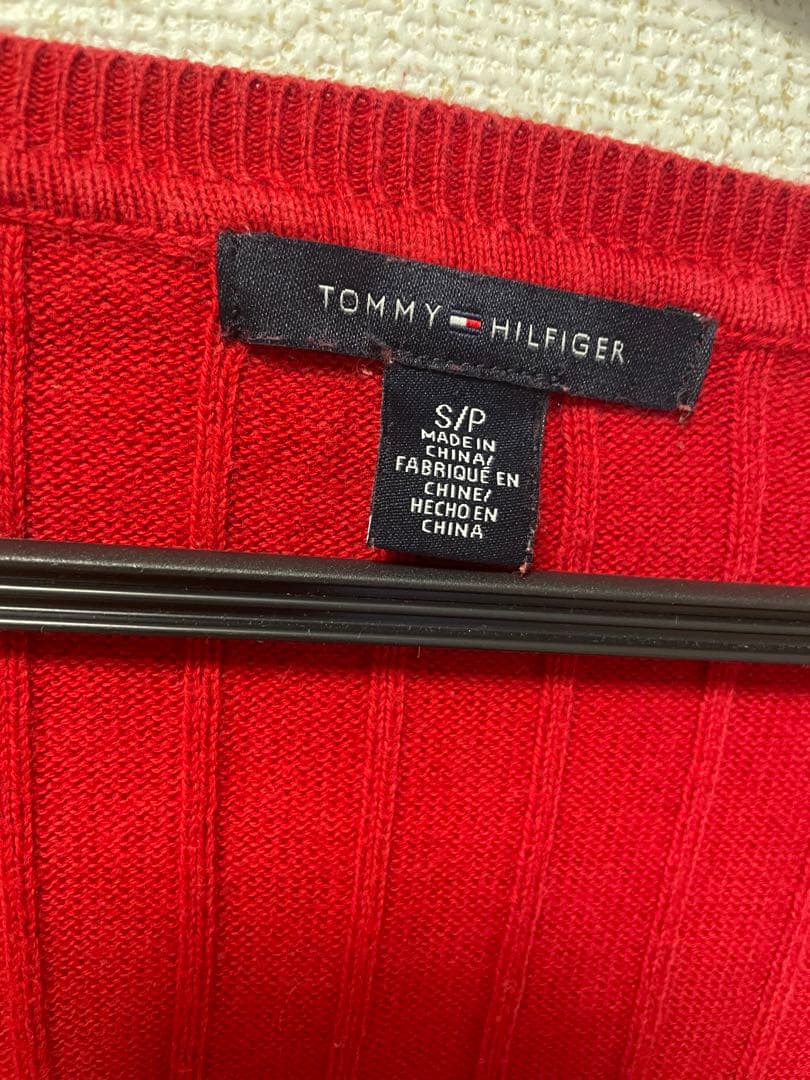 TOMMY HILFIGER
S/P
MADE IN
CHINA/
FABRIQUÉ EN
CHINE/
HECHO EN
CHINA